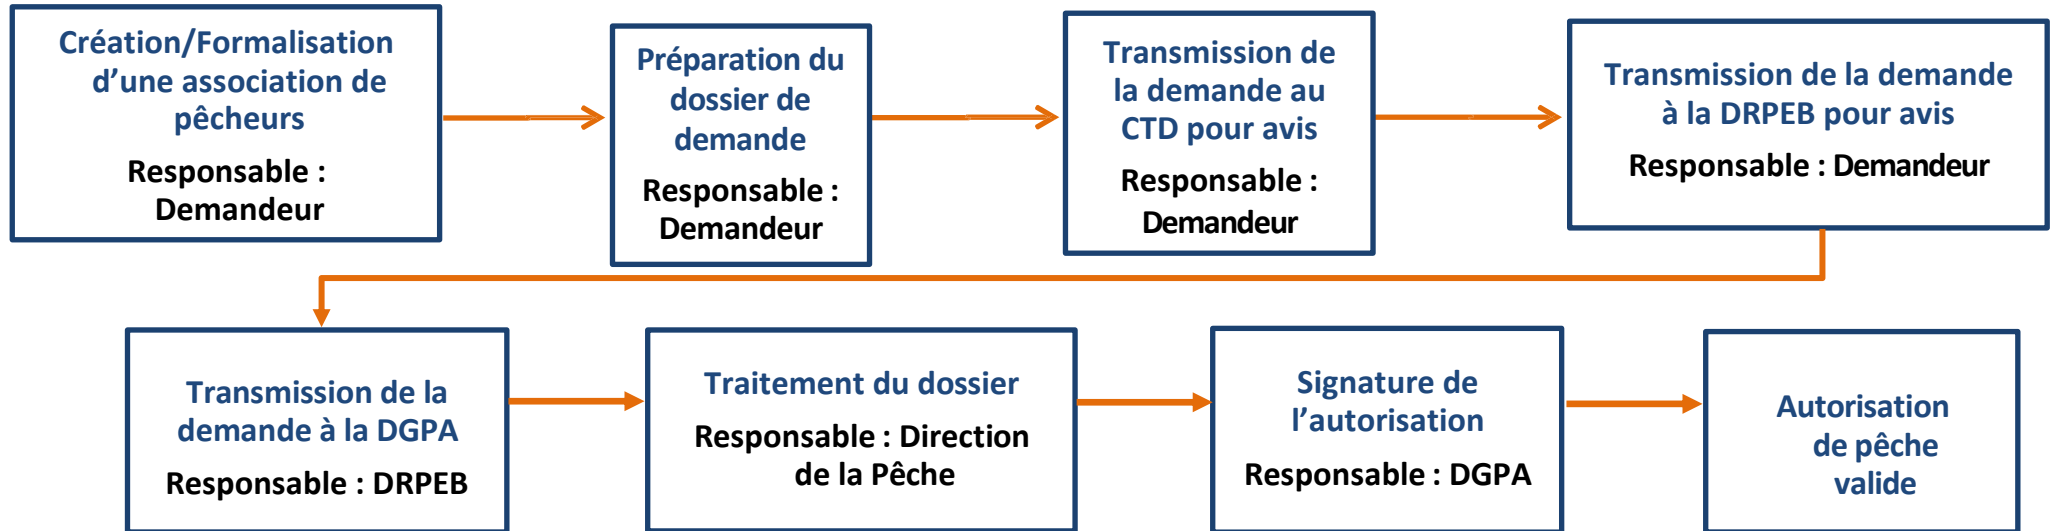 Création/Formalisation
d’une association de
pêcheurs
Responsable :
Demandeur
Préparation du
dossier de
demande
Responsable :
Demandeur
Transmission de
la demande au
CTD pour avis
Responsable :
Demandeur
Transmission de la demande
à la DRPEB pour avis
Responsable : Demandeur
Transmission de la
demande à la DGPA
Responsable : DRPEB
Traitement du dossier
Responsable : Direction
de la Pêche
Signature de
l’autorisation
Responsable : DGPA
Autorisation
de pêche
valide